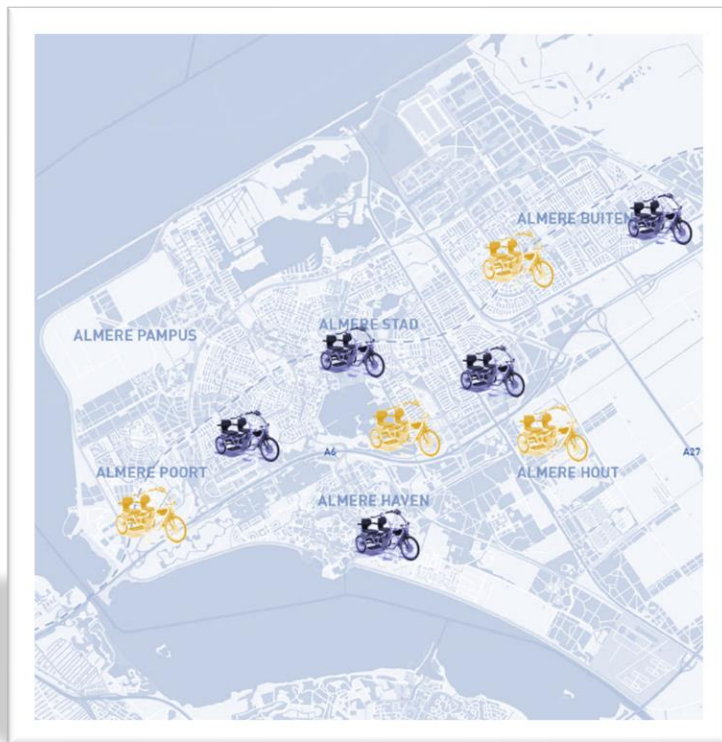 ALMERE BUITEN
ALMERE STAD
ALMERE PAMPUS
A6
A27
ALMERE POORT
ALMERE HOUT
ALMERE HAVEN